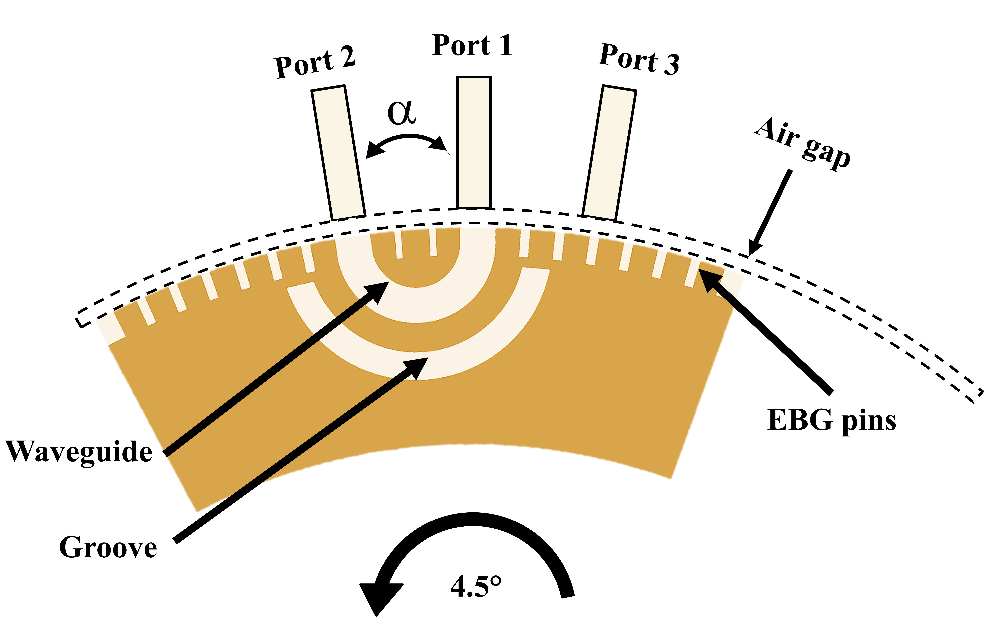 Port 2
Port 1
Port 3
α
Air gap
EBG pins
Waveguide
Groove
4.5°